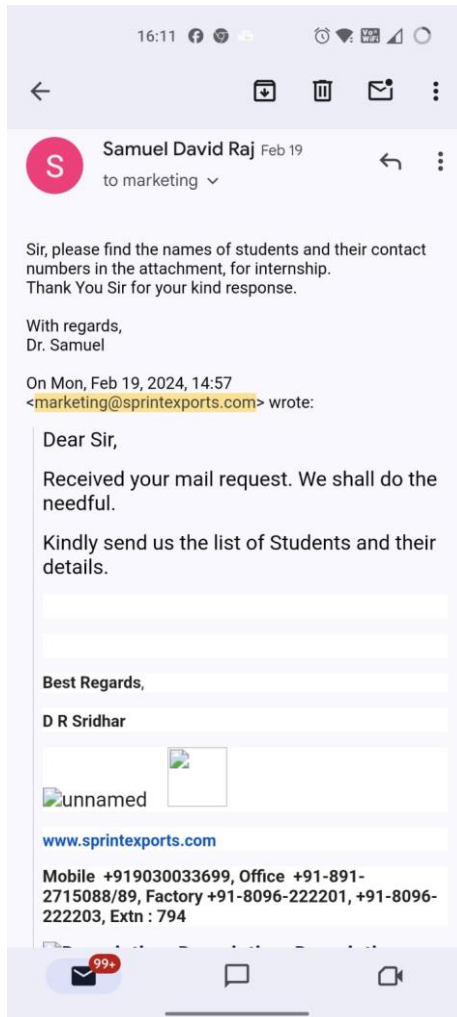 16:11
Vo»
WiFi
S
Samuel David Raj Feb 19
to marketing
Sir, please find the names of students and their contact
numbers in the attachment, for internship.
Thank You Sir for your kind response.
With regards,
Dr. Samuel
On Mon, Feb 19, 2024, 14:57
<marketing@sprintexports.com> wrote:
Dear Sir,
Received your mail request. We shall do the
needful.
Kindly send us the list of Students and their
details.
Best Regards,
D R Sridhar
unnamed
www.sprintexports.com
Mobile +919030033699, Office +91-891-
2715088/89, Factory +91-8096-222201, +91-8096-
222203, Extn : 794
99+